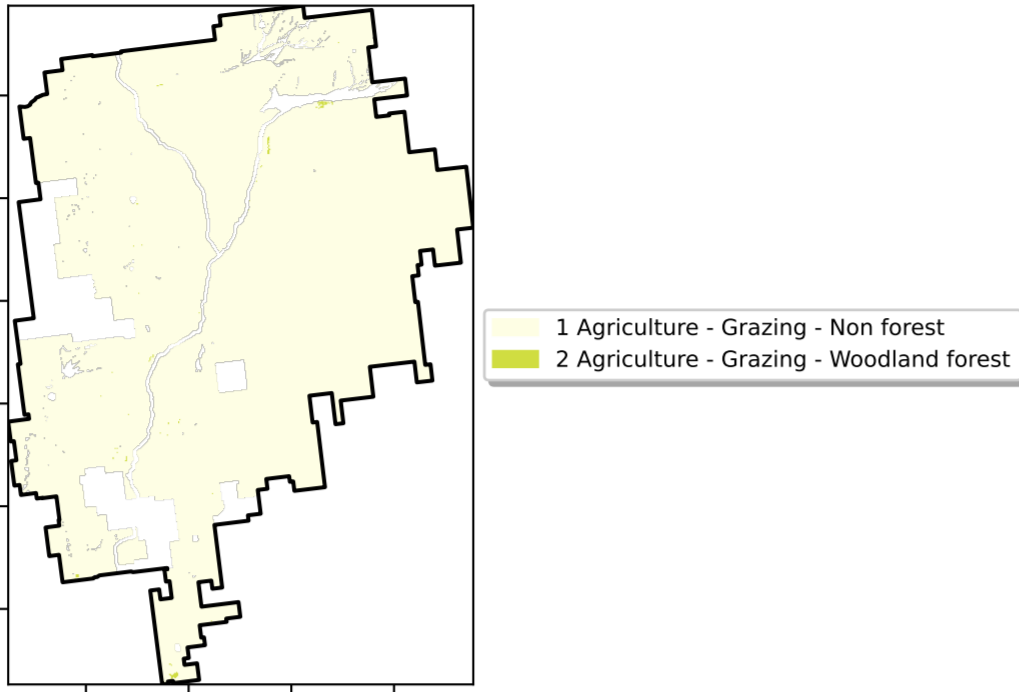 1 Agriculture - Grazing - Non forest
2 Agriculture - Grazing - Woodland forest